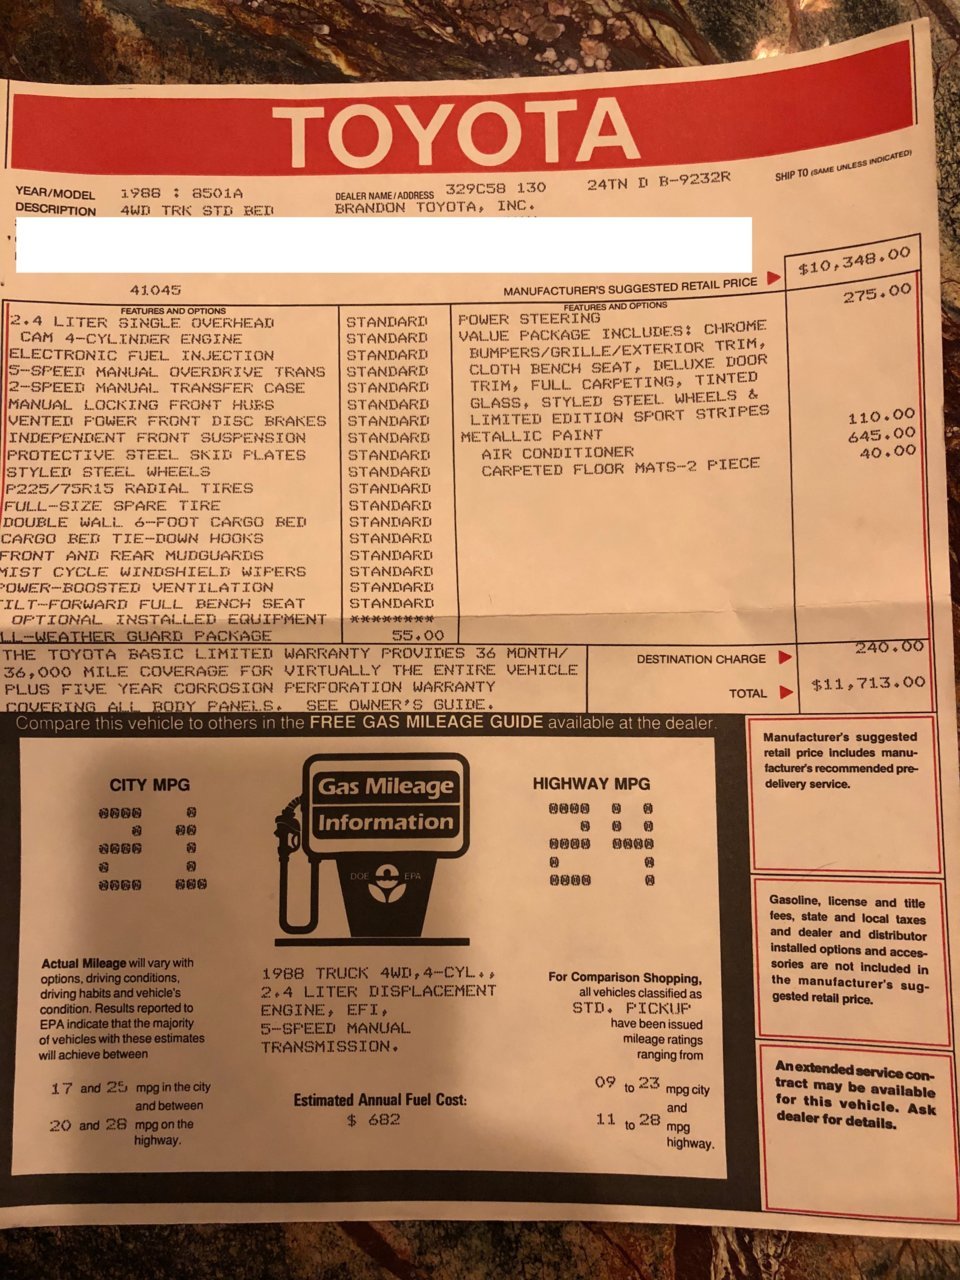 TOYOTA
YEAR/MODEL 1988 : 8501A DEALER NAME/ADDRESS 329C58 130 24TN D B-9232R SHIP TO (SAME UNLESS INDICATED)
DESCRIPTION 4WD TRK STD BED BRANDON TOYOTA, INC.
41045 MANUFACTURER'S SUGGESTED RETAIL PRICE $10,348.00
FEATURES AND OPTIONS
2.4 LITER SINGLE OVERHEAD STANDARD
CAM 4-CYLINDER ENGINE STANDARD
ELECTRONIC FUEL INJECTION STANDARD
5-SPEED MANUAL OVERDRIVE TRANS STANDARD
2-SPEED MANUAL TRANSFER CASE STANDARD
MANUAL LOCKING FRONT HUBS STANDARD
VENTED POWER FRONT DISC BRAKES STANDARD
INDEPENDENT FRONT SUSPENSION STANDARD
PROTECTIVE STEEL SKID PLATES STANDARD
STYLED STEEL WHEELS STANDARD
P225/75R15 RADIAL TIRES STANDARD
FULL-SIZE SPARE TIRE STANDARD
DOUBLE WALL 6-FOOT CARGO BED STANDARD
CARGO BED TIE-DOWN HOOKS STANDARD
FRONT AND REAR MUDGUARDS STANDARD
MIST CYCLE WINDSHIELD WIPERS STANDARD
POWER-BOOSTED VENTILATION STANDARD
TILT-FORWARD FULL BENCH SEAT STANDARD
OPTIONAL INSTALLED EQUIPMENT ********
LL-WEATHER GUARD PACKAGE 55.00
FEATURES AND OPTIONS
POWER STEERING 275.00
VALUE PACKAGE INCLUDES: CHROME
BUMPERS/GRILLE/EXTERIOR TRIM,
CLOTH BENCH SEAT, DELUXE DOOR
TRIM, FULL CARPETING, TINTED
GLASS, STYLED STEEL WHEELS &
LIMITED EDITION SPORT STRIPES
METALLIC PAINT 110.00
AIR CONDITIONER 645.00
CARPETED FLOOR MATS-2 PIECE 40.00
THE TOYOTA BASIC LIMITED WARRANTY PROVIDES 36 MONTH/
36,000 MILE COVERAGE FOR VIRTUALLY THE ENTIRE VEHICLE
PLUS FIVE YEAR CORROSION PERFORATION WARRANTY
COVERING ALL BODY PANELS. SEE OWNER'S GUIDE.
DESTINATION CHARGE 240.00
TOTAL $11,713.00
Compare this vehicle to others in the FREE GAS MILEAGE GUIDE available at the dealer.
CITY MPG
21
Gas Mileage
Information
DOE EPA
HIGHWAY MPG
24
Actual Mileage will vary with
options, driving conditions,
driving habits and vehicle's
condition. Results reported to
EPA indicate that the majority
of vehicles with these estimates
will achieve between
17 and 25 mpg in the city
and between
20 and 28 mpg on the
highway.
1988 TRUCK 4WD,4-CYL.,
2.4 LITER DISPLACEMENT
ENGINE, EFI,
5-SPEED MANUAL
TRANSMISSION.
Estimated Annual Fuel Cost:
$ 682
For Comparison Shopping,
all vehicles classified as
STD. PICKUP
have been issued
mileage ratings
ranging from
09 to 23 mpg city
and
11 to 28 mpg
highway.
Manufacturer's suggested
retail price includes manu-
facturer's recommended pre-
delivery service.
Gasoline, license and title
fees, state and local taxes
and dealer and distributor
installed options and acces-
sories are not included in
the manufacturer's sug-
gested retail price.
An extended service con-
tract may be available
for this vehicle. Ask
dealer for details.